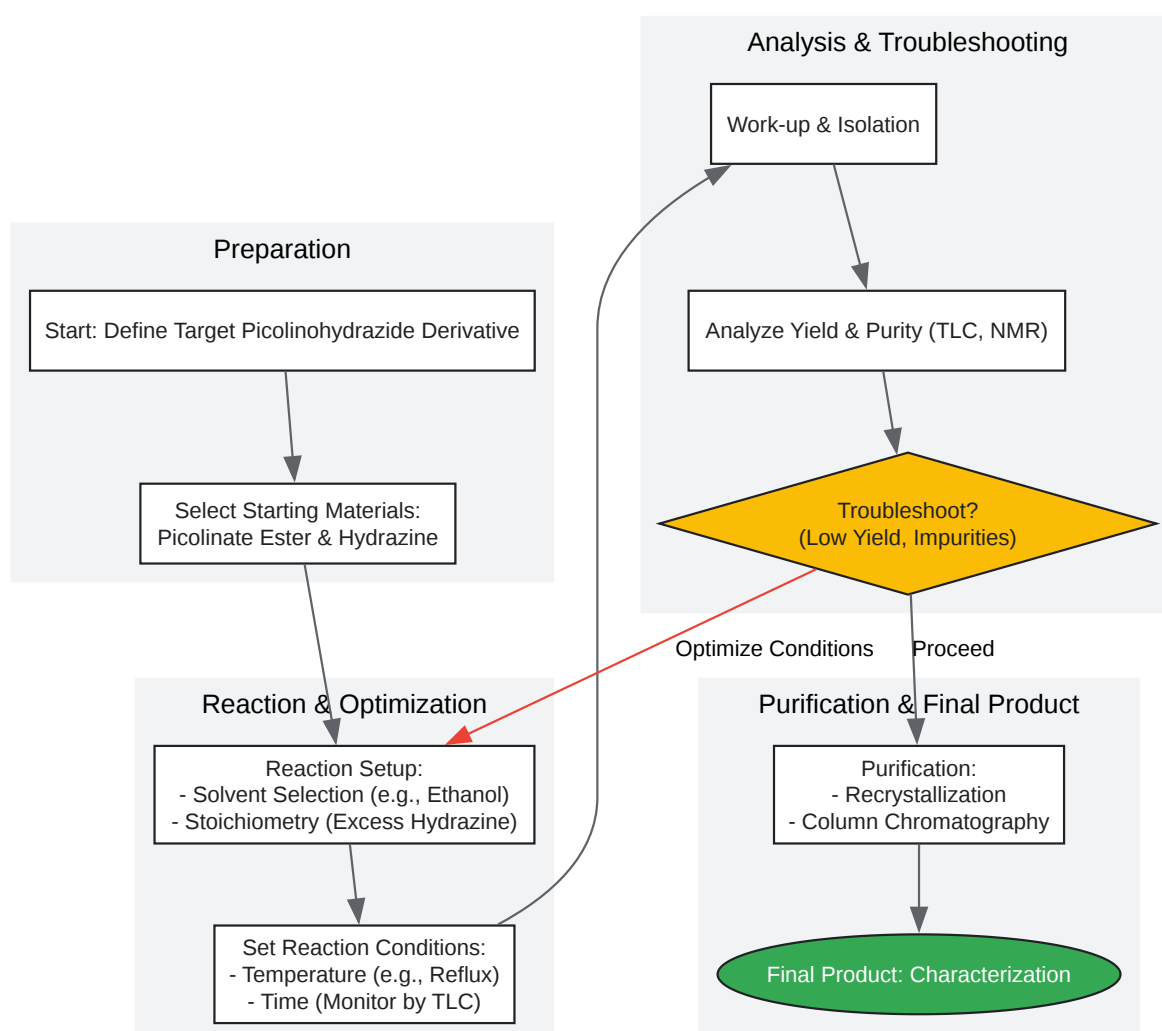 Preparation
Start: Define Target Picolinohydrazide Derivative
Select Starting Materials:
Picolinate Ester & Hydrazine
Reaction & Optimization
Reaction Setup:
- Solvent Selection (e.g., Ethanol)
- Stoichiometry (Excess Hydrazine)
Set Reaction Conditions:
- Temperature (e.g., Reflux)
- Time (Monitor by TLC)
Analysis & Troubleshooting
Work-up & Isolation
Analyze Yield & Purity (TLC, NMR)
Troubleshoot?
(Low Yield, Impurities)
Optimize Conditions
Proceed
Purification & Final Product
Purification:
- Recrystallization
- Column Chromatography
Final Product: Characterization